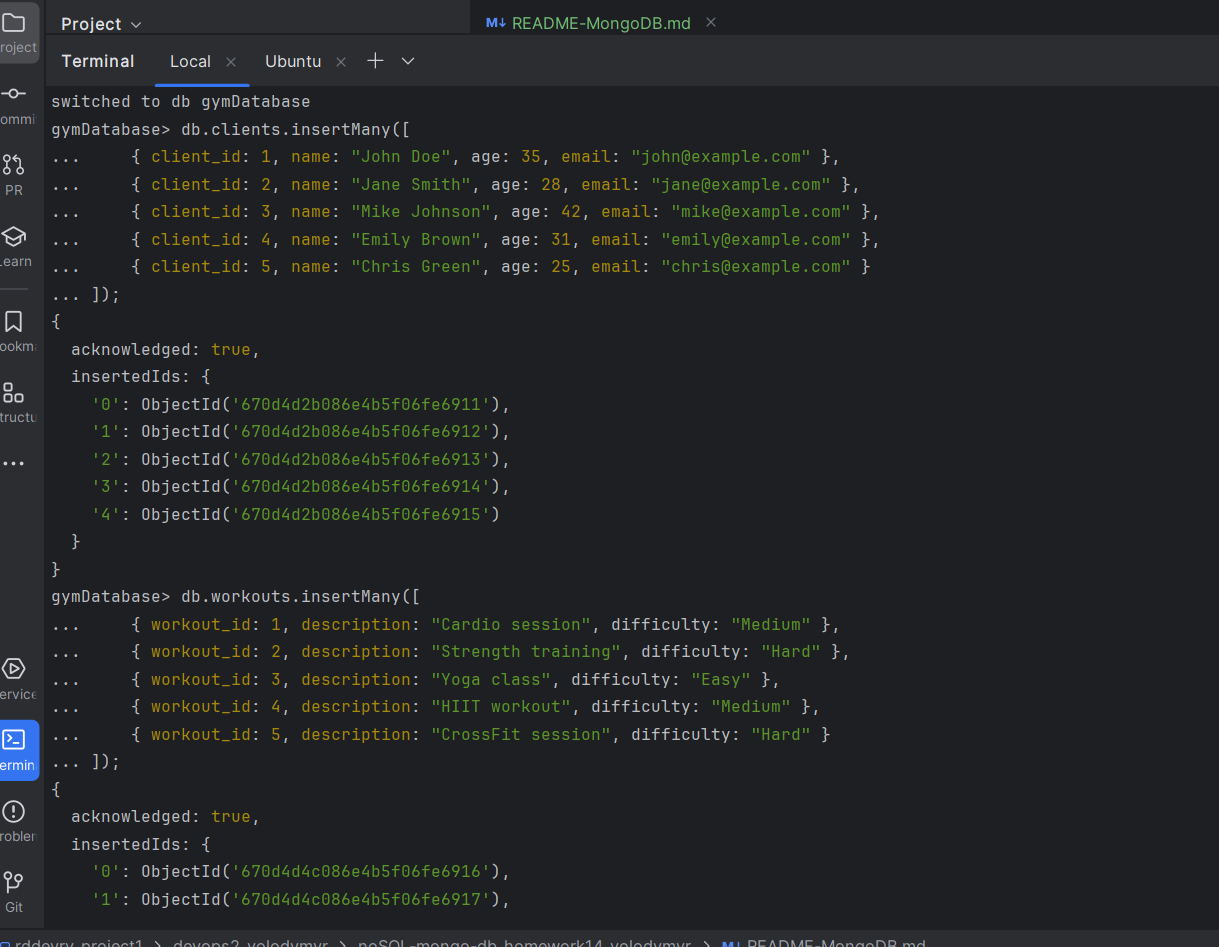 Project
README-MongoDB.md
Terminal Local Ubuntu
switched to db gymDatabase
gymDatabase> db.clients.insertMany([
... { client_id: 1, name: "John Doe", age: 35, email: "john@example.com" },
... { client_id: 2, name: "Jane Smith", age: 28, email: "jane@example.com" },
... { client_id: 3, name: "Mike Johnson", age: 42, email: "mike@example.com" },
... { client_id: 4, name: "Emily Brown", age: 31, email: "emily@example.com" },
... { client_id: 5, name: "Chris Green", age: 25, email: "chris@example.com" }
... ]);
{
acknowledged: true,
insertedIds: {
'0': ObjectId('670d4d2b086e4b5f06fe6911'),
'1': ObjectId('670d4d2b086e4b5f06fe6912'),
'2': ObjectId('670d4d2b086e4b5f06fe6913'),
'3': ObjectId('670d4d2b086e4b5f06fe6914'),
'4': ObjectId('670d4d2b086e4b5f06fe6915')
}
}
gymDatabase> db.workouts.insertMany([
... { workout_id: 1, description: "Cardio session", difficulty: "Medium" },
... { workout_id: 2, description: "Strength training", difficulty: "Hard" },
... { workout_id: 3, description: "Yoga class", difficulty: "Easy" },
... { workout_id: 4, description: "HIIT workout", difficulty: "Medium" },
... { workout_id: 5, description: "CrossFit session", difficulty: "Hard" }
... ]);
{
acknowledged: true,
insertedIds: {
'0': ObjectId('670d4d4c086e4b5f06fe6916'),
'1': ObjectId('670d4d4c086e4b5f06fe6917'),
roject
ommi
PR
earn
ookma
tructu
ervice
ermin
roblem
Git
rddevry_project1 > devops2_volodymyr > noSQL-mongo-db_homework14_volodymyr > M↓ README-MongoDB.md